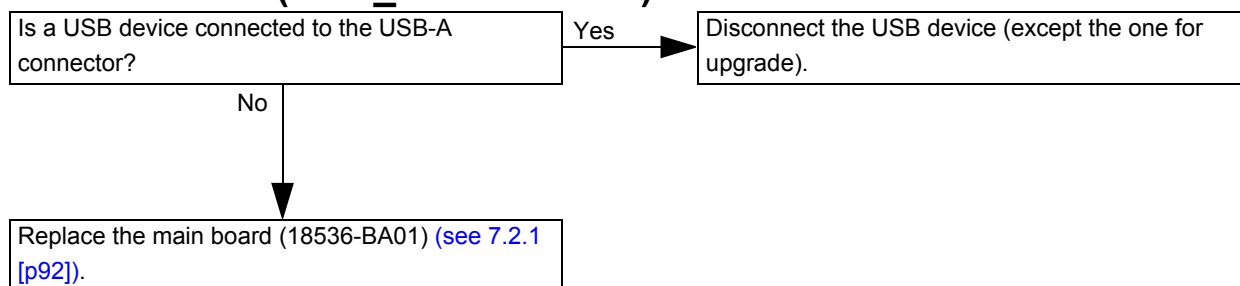 Is a USB device connected to the USB-A
connector?
Yes
Disconnect the USB device (except the one for
upgrade).
No
Replace the main board (18536-BA01) (see 7.2.1
[p92]).